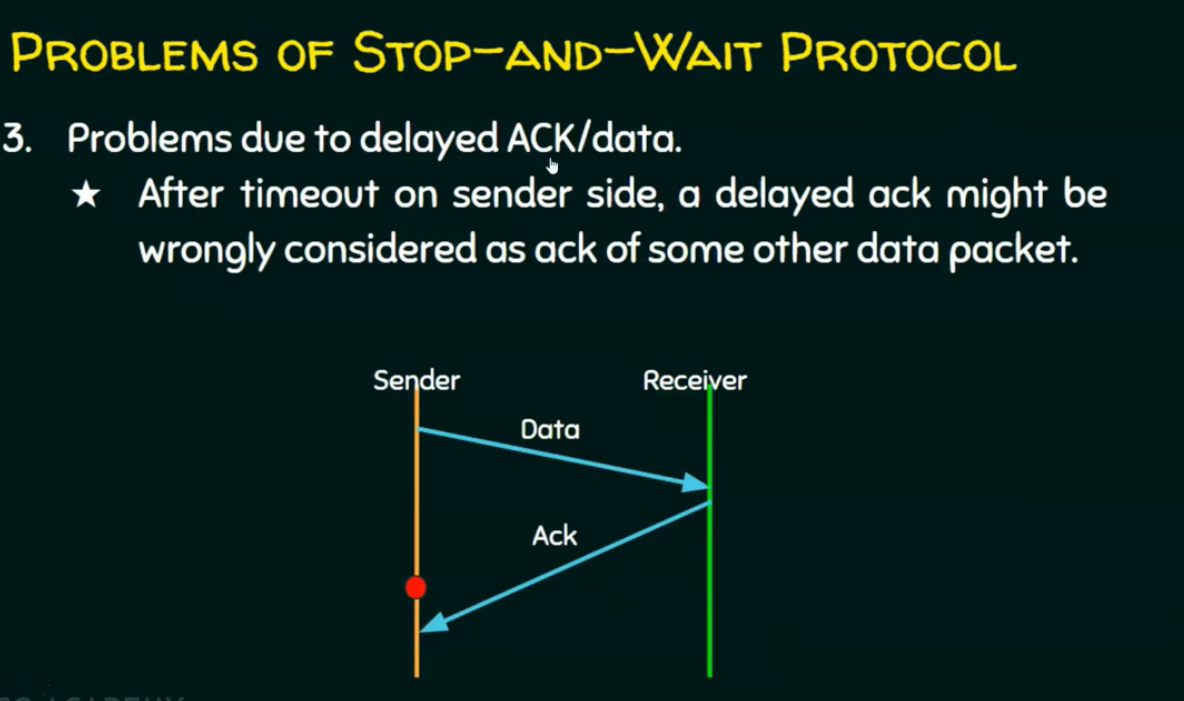 Problems of Stop-and-Wait Protocol
3. Problems due to delayed ACK/data.
★ After timeout on sender side, a delayed ack might be
wrongly considered as ack of some other data packet.
Sender
Receiver
Data
Ack